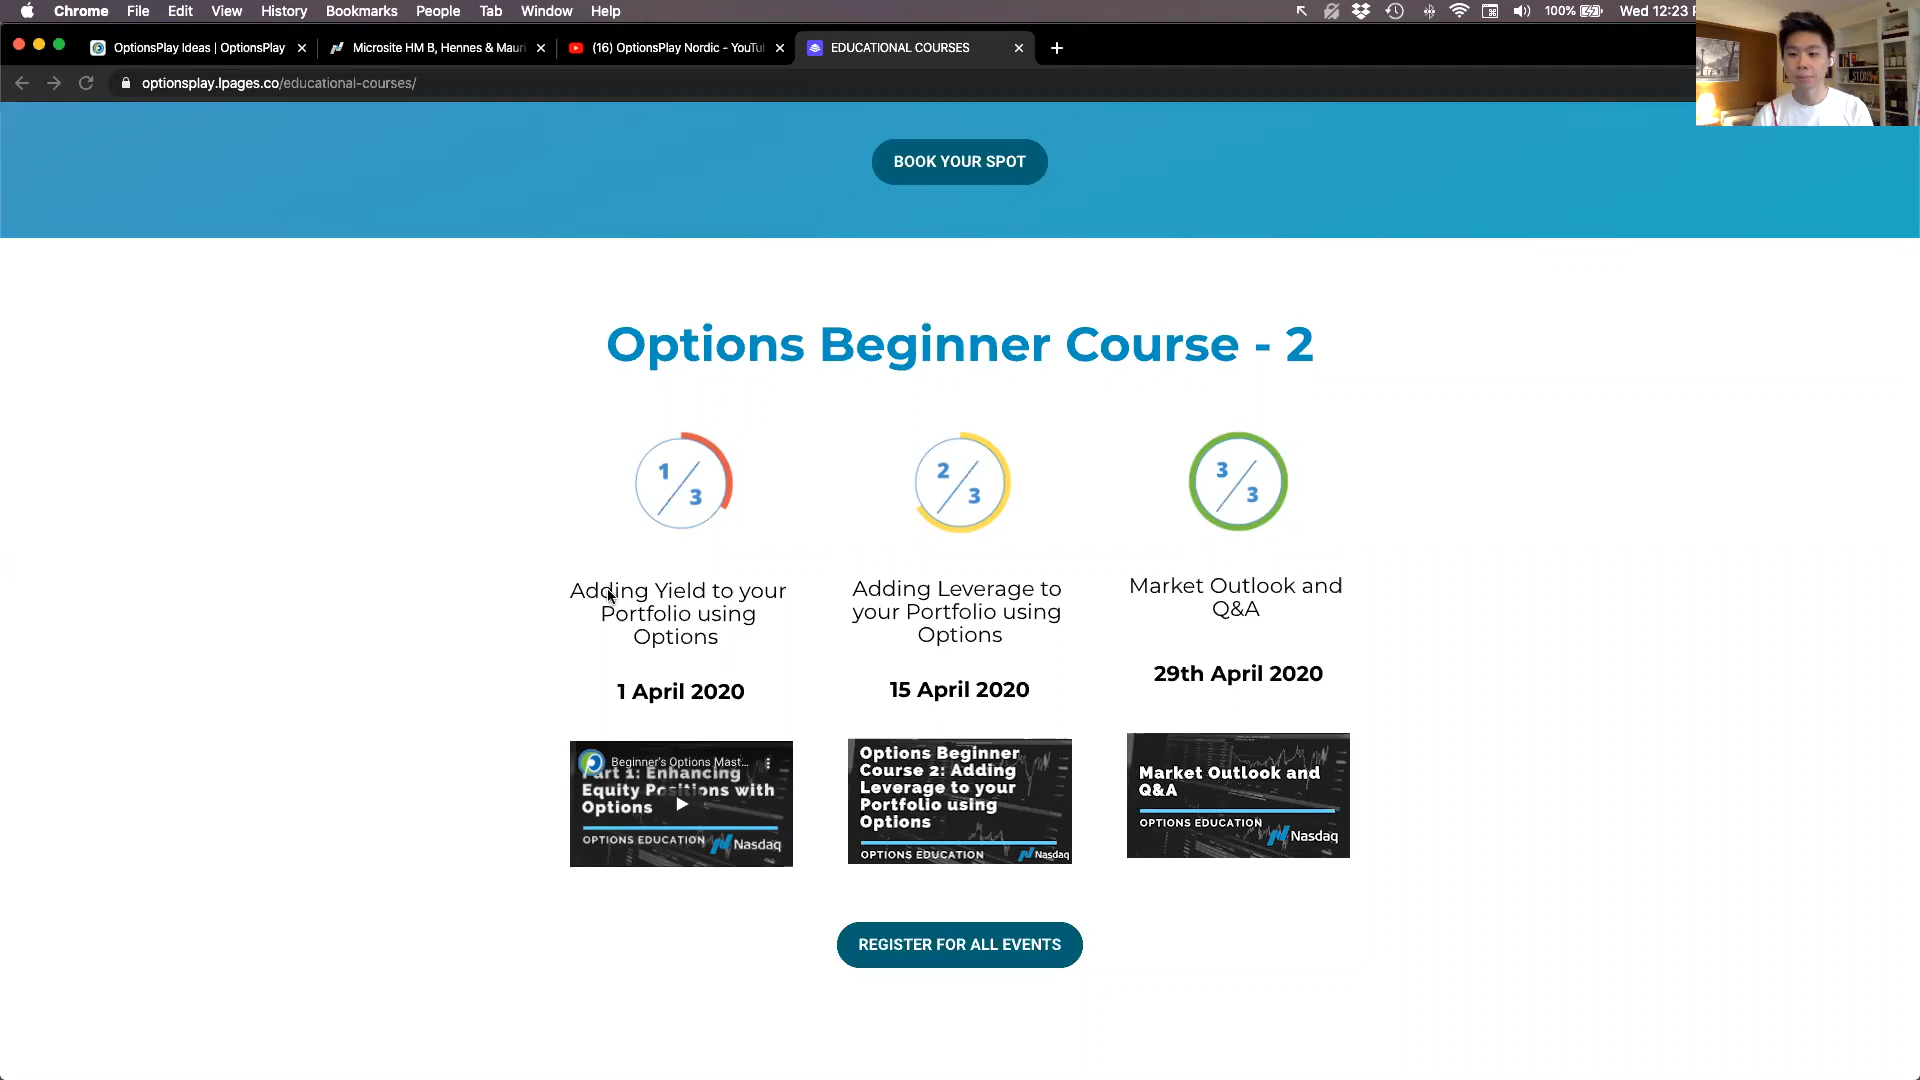 Chrome File Edit View History Bookmarks People Tab Window Help 100% Wed 12:23
OptionsPlay Ideas | OptionsPlay
Microsite HM B, Hennes & Mauri
(16) OptionsPlay Nordic - YouTu
EDUCATIONAL COURSES
optionsplay.lpages.co/educational-courses/
BOOK YOUR SPOT
Options Beginner Course - 2
1/3
2/3
3/3
Adding Yield to your
Portfolio using
Options
1 April 2020
Adding Leverage to
your Portfolio using
Options
15 April 2020
Market Outlook and
Q&A
29th April 2020
Beginner's Options Mast...
Part 1: Enhancing
Equity Positions with
Options
OPTIONS EDUCATION
Nasdaq
Options Beginner
Course 2: Adding
Leverage to your
Portfolio using
Options
OPTIONS EDUCATION
Nasdaq
Market Outlook and
Q&A
OPTIONS EDUCATION
Nasdaq
REGISTER FOR ALL EVENTS